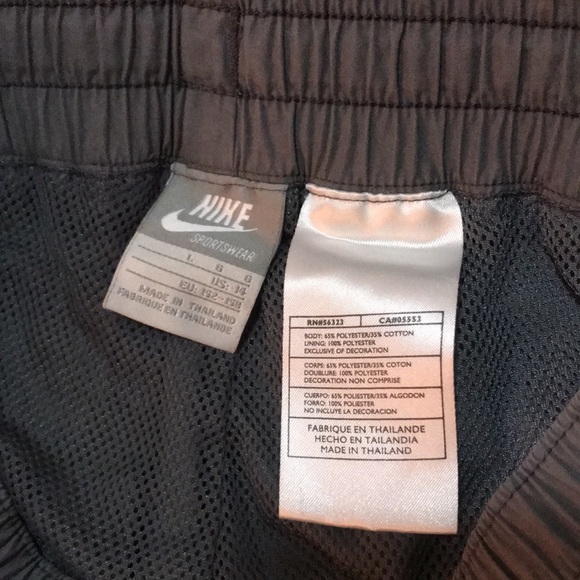 NIKE
SPORTSWEAR
L G G
US: 14
EU: 152-158
MADE IN THAILAND
FABRIQUE EN THAILANDE
RN#56323 CA#05553
BODY: 65% POLYESTER/35% COTTON
LINING: 100% POLYESTER
EXCLUSIVE OF DECORATION
CORPS: 65% POLYESTER/35% COTON
DOUBLURE: 100% POLYESTER
DECORATION NON COMPRISE
CUERPO: 65% POLIESTER/35% ALGODON
FORRO: 100% POLIESTER
NO INCLUYE LA DECORACION
FABRIQUE EN THAILANDE
HECHO EN TAILANDIA
MADE IN THAILAND